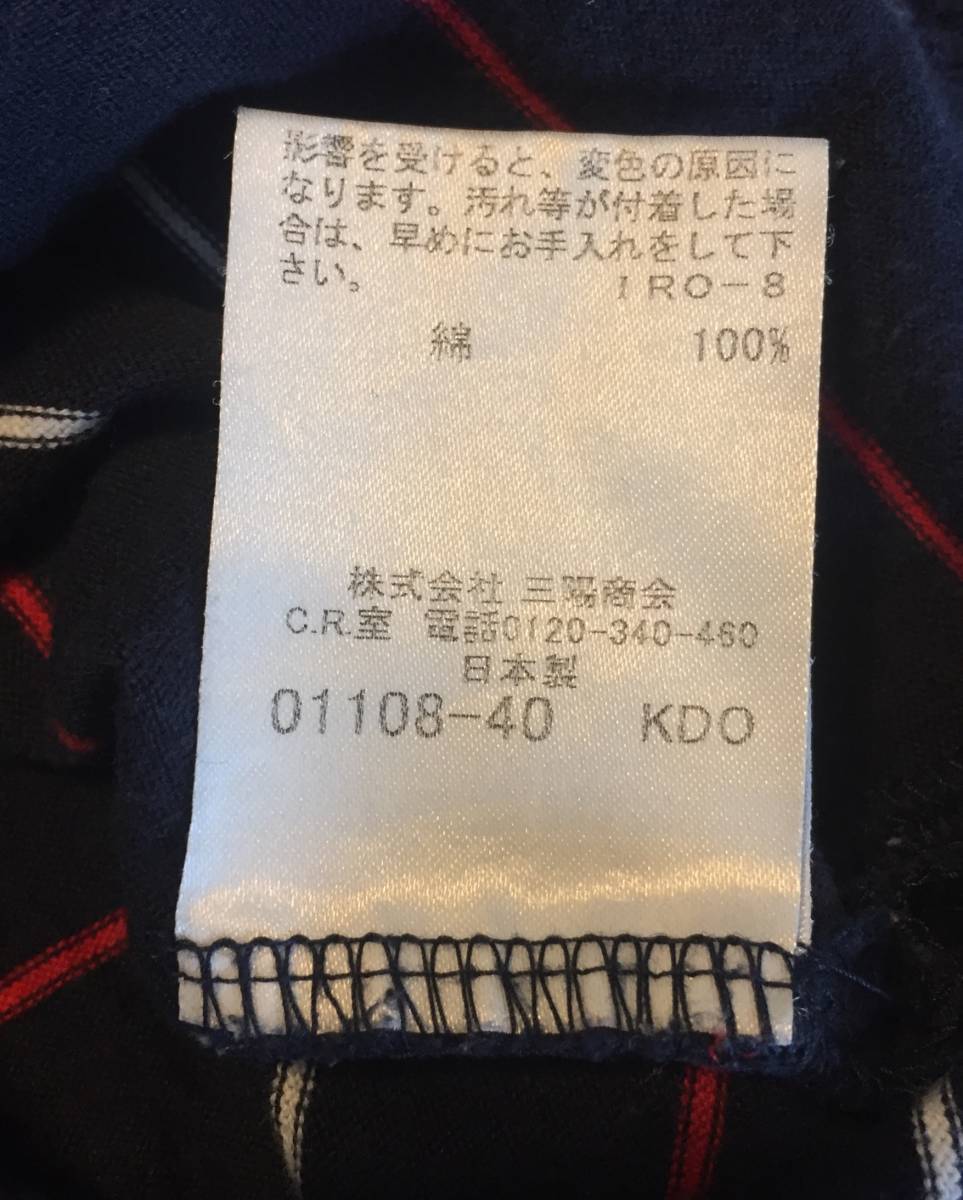 影響を受けると、変色の原因に
なります。汚れ等が付着した場
合は、早めにお手入れをして下
さい。 IRO-8
綿 100%
株式会社 三陽商会
C.R.室 電話0120-340-460
日本製
01108-40 KDO